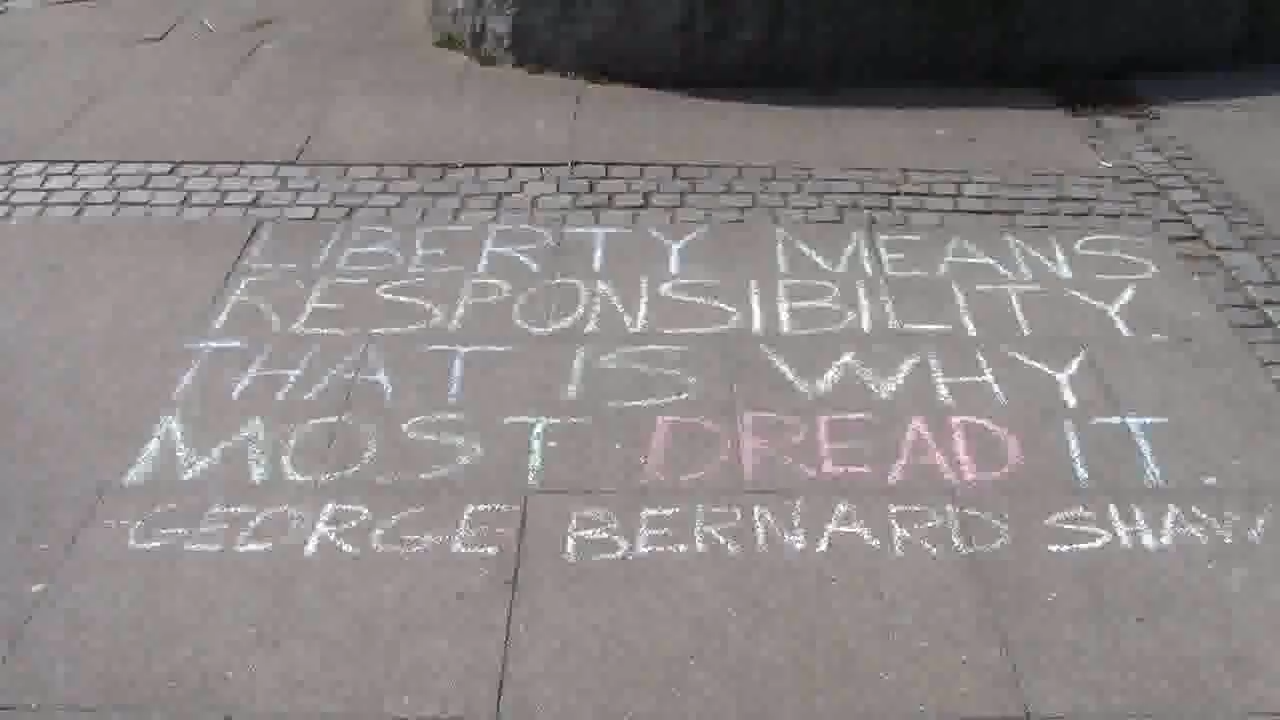 LIBERTY MEANS
RESPONSIBILITY.
THAT IS WHY
MOST DREAD IT.
GEORGE BERNARD SHAW